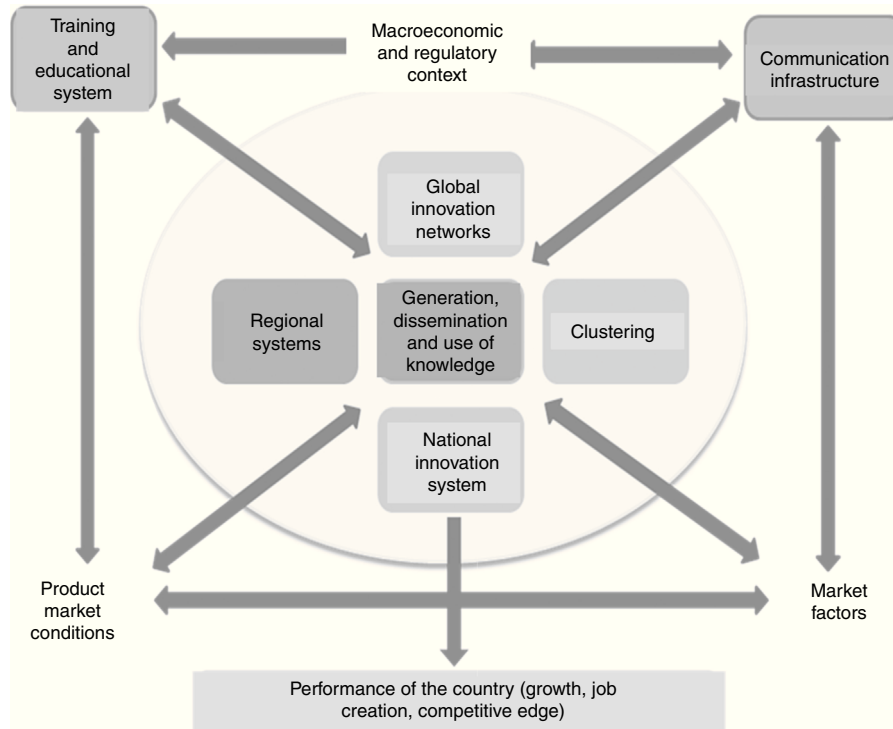 Training
and
educational
system
Macroeconomic
and regulatory
context
Communication
infrastructure
Global
innovation
networks
Regional
systems
Generation,
dissemination
and use of
knowledge
Clustering
National
innovation
system
Product
market
conditions
Market
factors
Performance of the country (growth, job
creation, competitive edge)